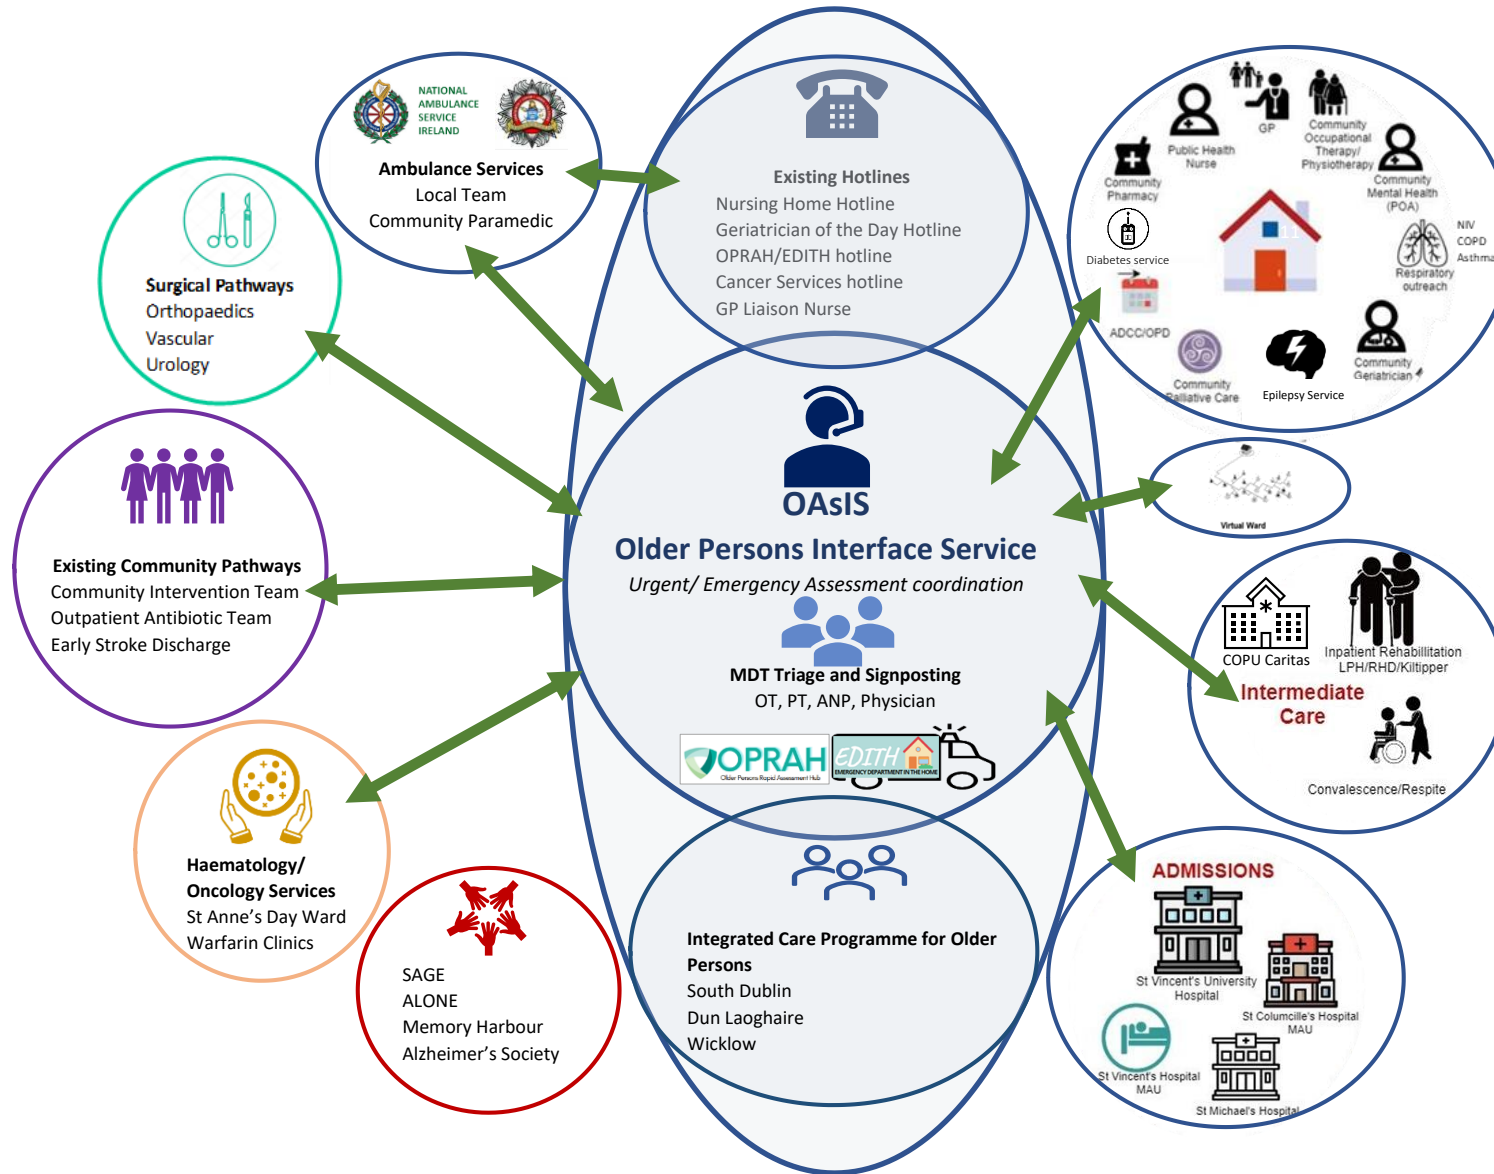 NATIONAL
AMBULANCE
SERVICE
IRELAND
Ambulance Services
Local Team
Community Paramedic
Existing Hotlines
Nursing Home Hotline
Geriatrician of the Day Hotline
OPRAH/EDITH hotline
Cancer Services hotline
GP Liaison Nurse
GP
Public Health
Nurse
Community
Occupational
Therapy/
Physiotherapy
Community
Pharmacy
Community
Mental Health
(POA)
Diabetes service
NIV
COPD
Asthma
Respiratory
outreach
ADCC/OPD
Community
Palliative Care
Epilepsy Service
Community
Geriatrician
11
Surgical Pathways
Orthopaedics
Vascular
Urology
OAsIS
Older Persons Interface Service
Urgent/ Emergency Assessment coordination
MDT Triage and Signposting
OT, PT, ANP, Physician
OPRAH
Older Persons Rapid Assessment Hub
EDITH
EMERGENCY DEPARTMENT IN THE HOME
Virtual Ward
Existing Community Pathways
Community Intervention Team
Outpatient Antibiotic Team
Early Stroke Discharge
COPU Caritas
Inpatient Rehabillitation
LPH/RHD/Kiltipper
Intermediate
Care
Convalescence/Respite
Haematology/
Oncology Services
St Anne’s Day Ward
Warfarin Clinics
SAGE
ALONE
Memory Harbour
Alzheimer’s Society
Integrated Care Programme for Older
Persons
South Dublin
Dun Laoghaire
Wicklow
ADMISSIONS
St Vincent's University
Hospital
St Columcille's Hospital
MAU
St Vincent's Hospital
MAU
St Michael's Hospital